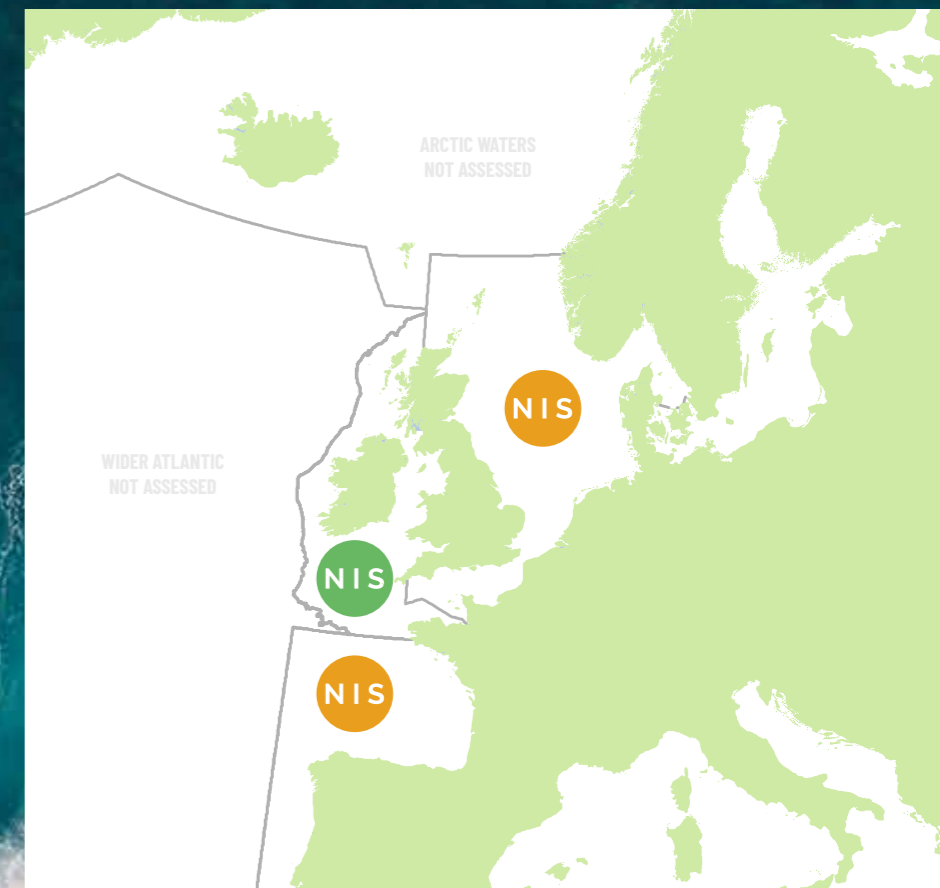 ARCTIC WATERS
NOT ASSESSED
NIS
WIDER ATLANTIC
NOT ASSESSED
NIS
NIS